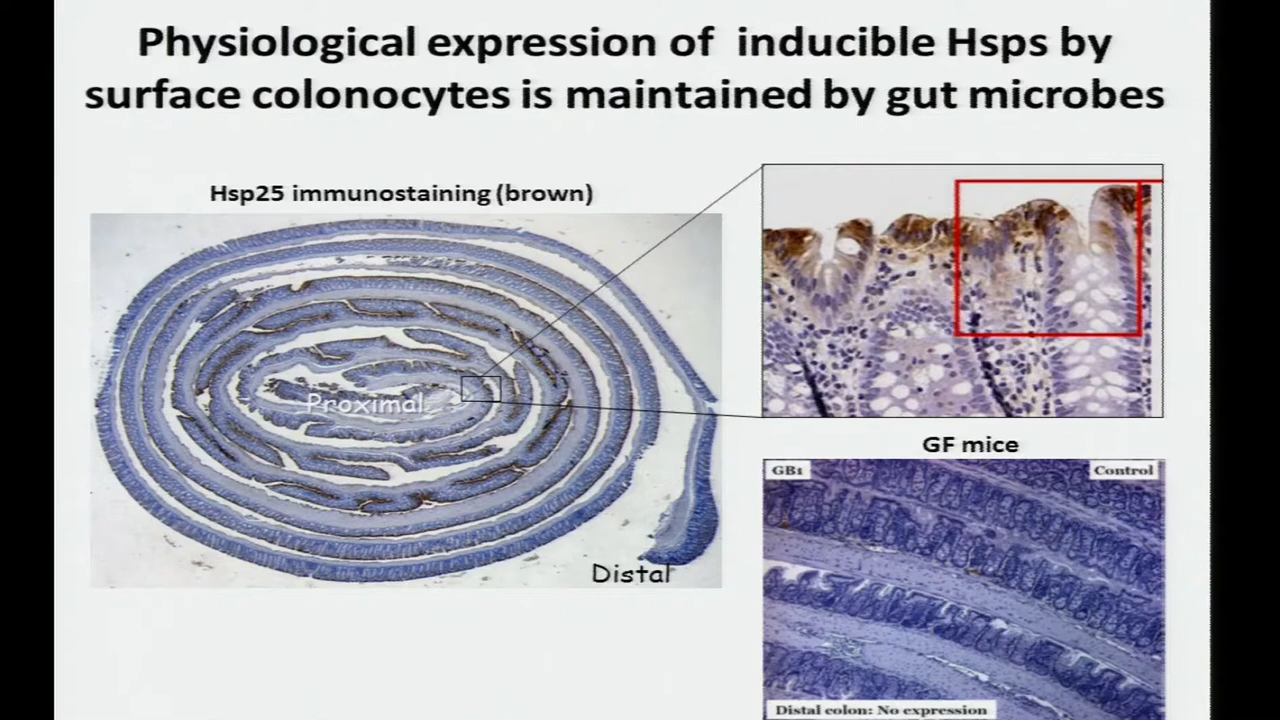 Physiological expression of inducible Hsps by
surface colonocytes is maintained by gut microbes
Hsp25 immunostaining (brown)
Proximal
Distal
GF mice
GB1
Control
Distal colon: No expression